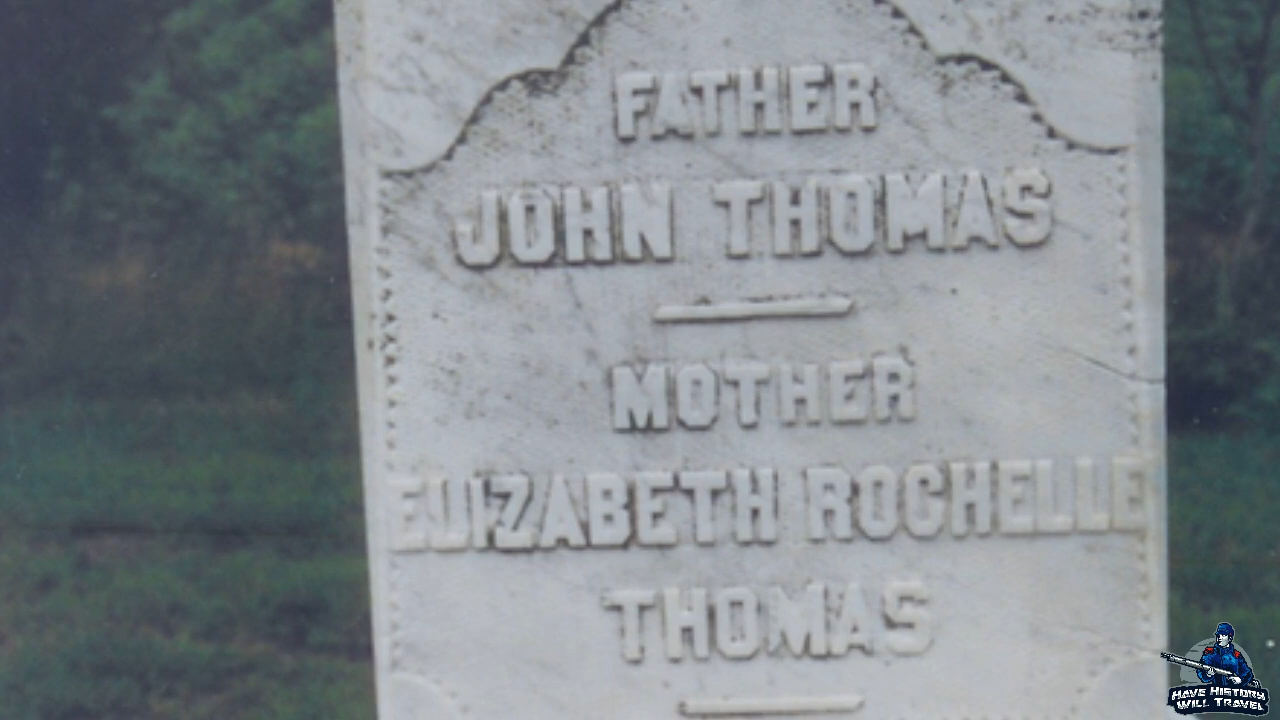 FATHER
JOHN THOMAS
MOTHER
ELIZABETH ROCHELLE
THOMAS
HAVE HISTORY
WILL TRAVEL